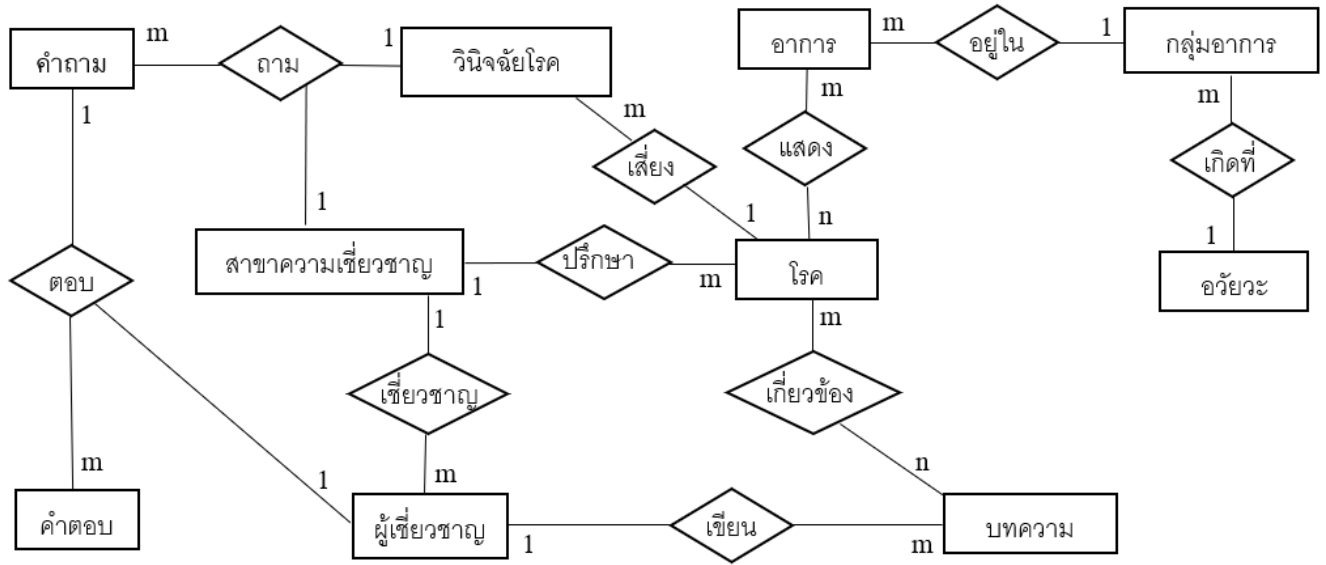 คำถาม m ถาม 1 วินิจฉัยโรค
อาการ m อยู่ใน 1 กลุ่มอาการ
1
m
m
m
แสดง
เสี่ยง
เกิดที่
1
1
n
1
สาขาความเชี่ยวชาญ 1 ปรึกษา m โรค
อวัยวะ
ตอบ
1
m
เชี่ยวชาญ
เกี่ยวข้อง
m
1
m
n
คำตอบ
ผู้เชี่ยวชาญ 1 เขียน m บทความ